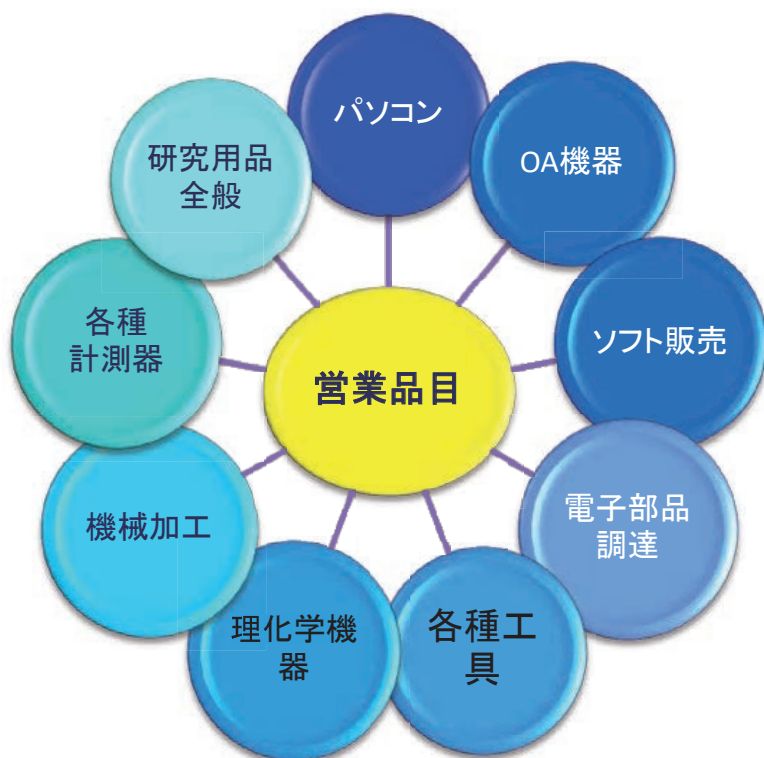 パソコン
OA機器
ソフト販売
電子部品
調達
各種工
具
理化学機
器
機械加工
各種
計測器
研究用品
全般
営業品目